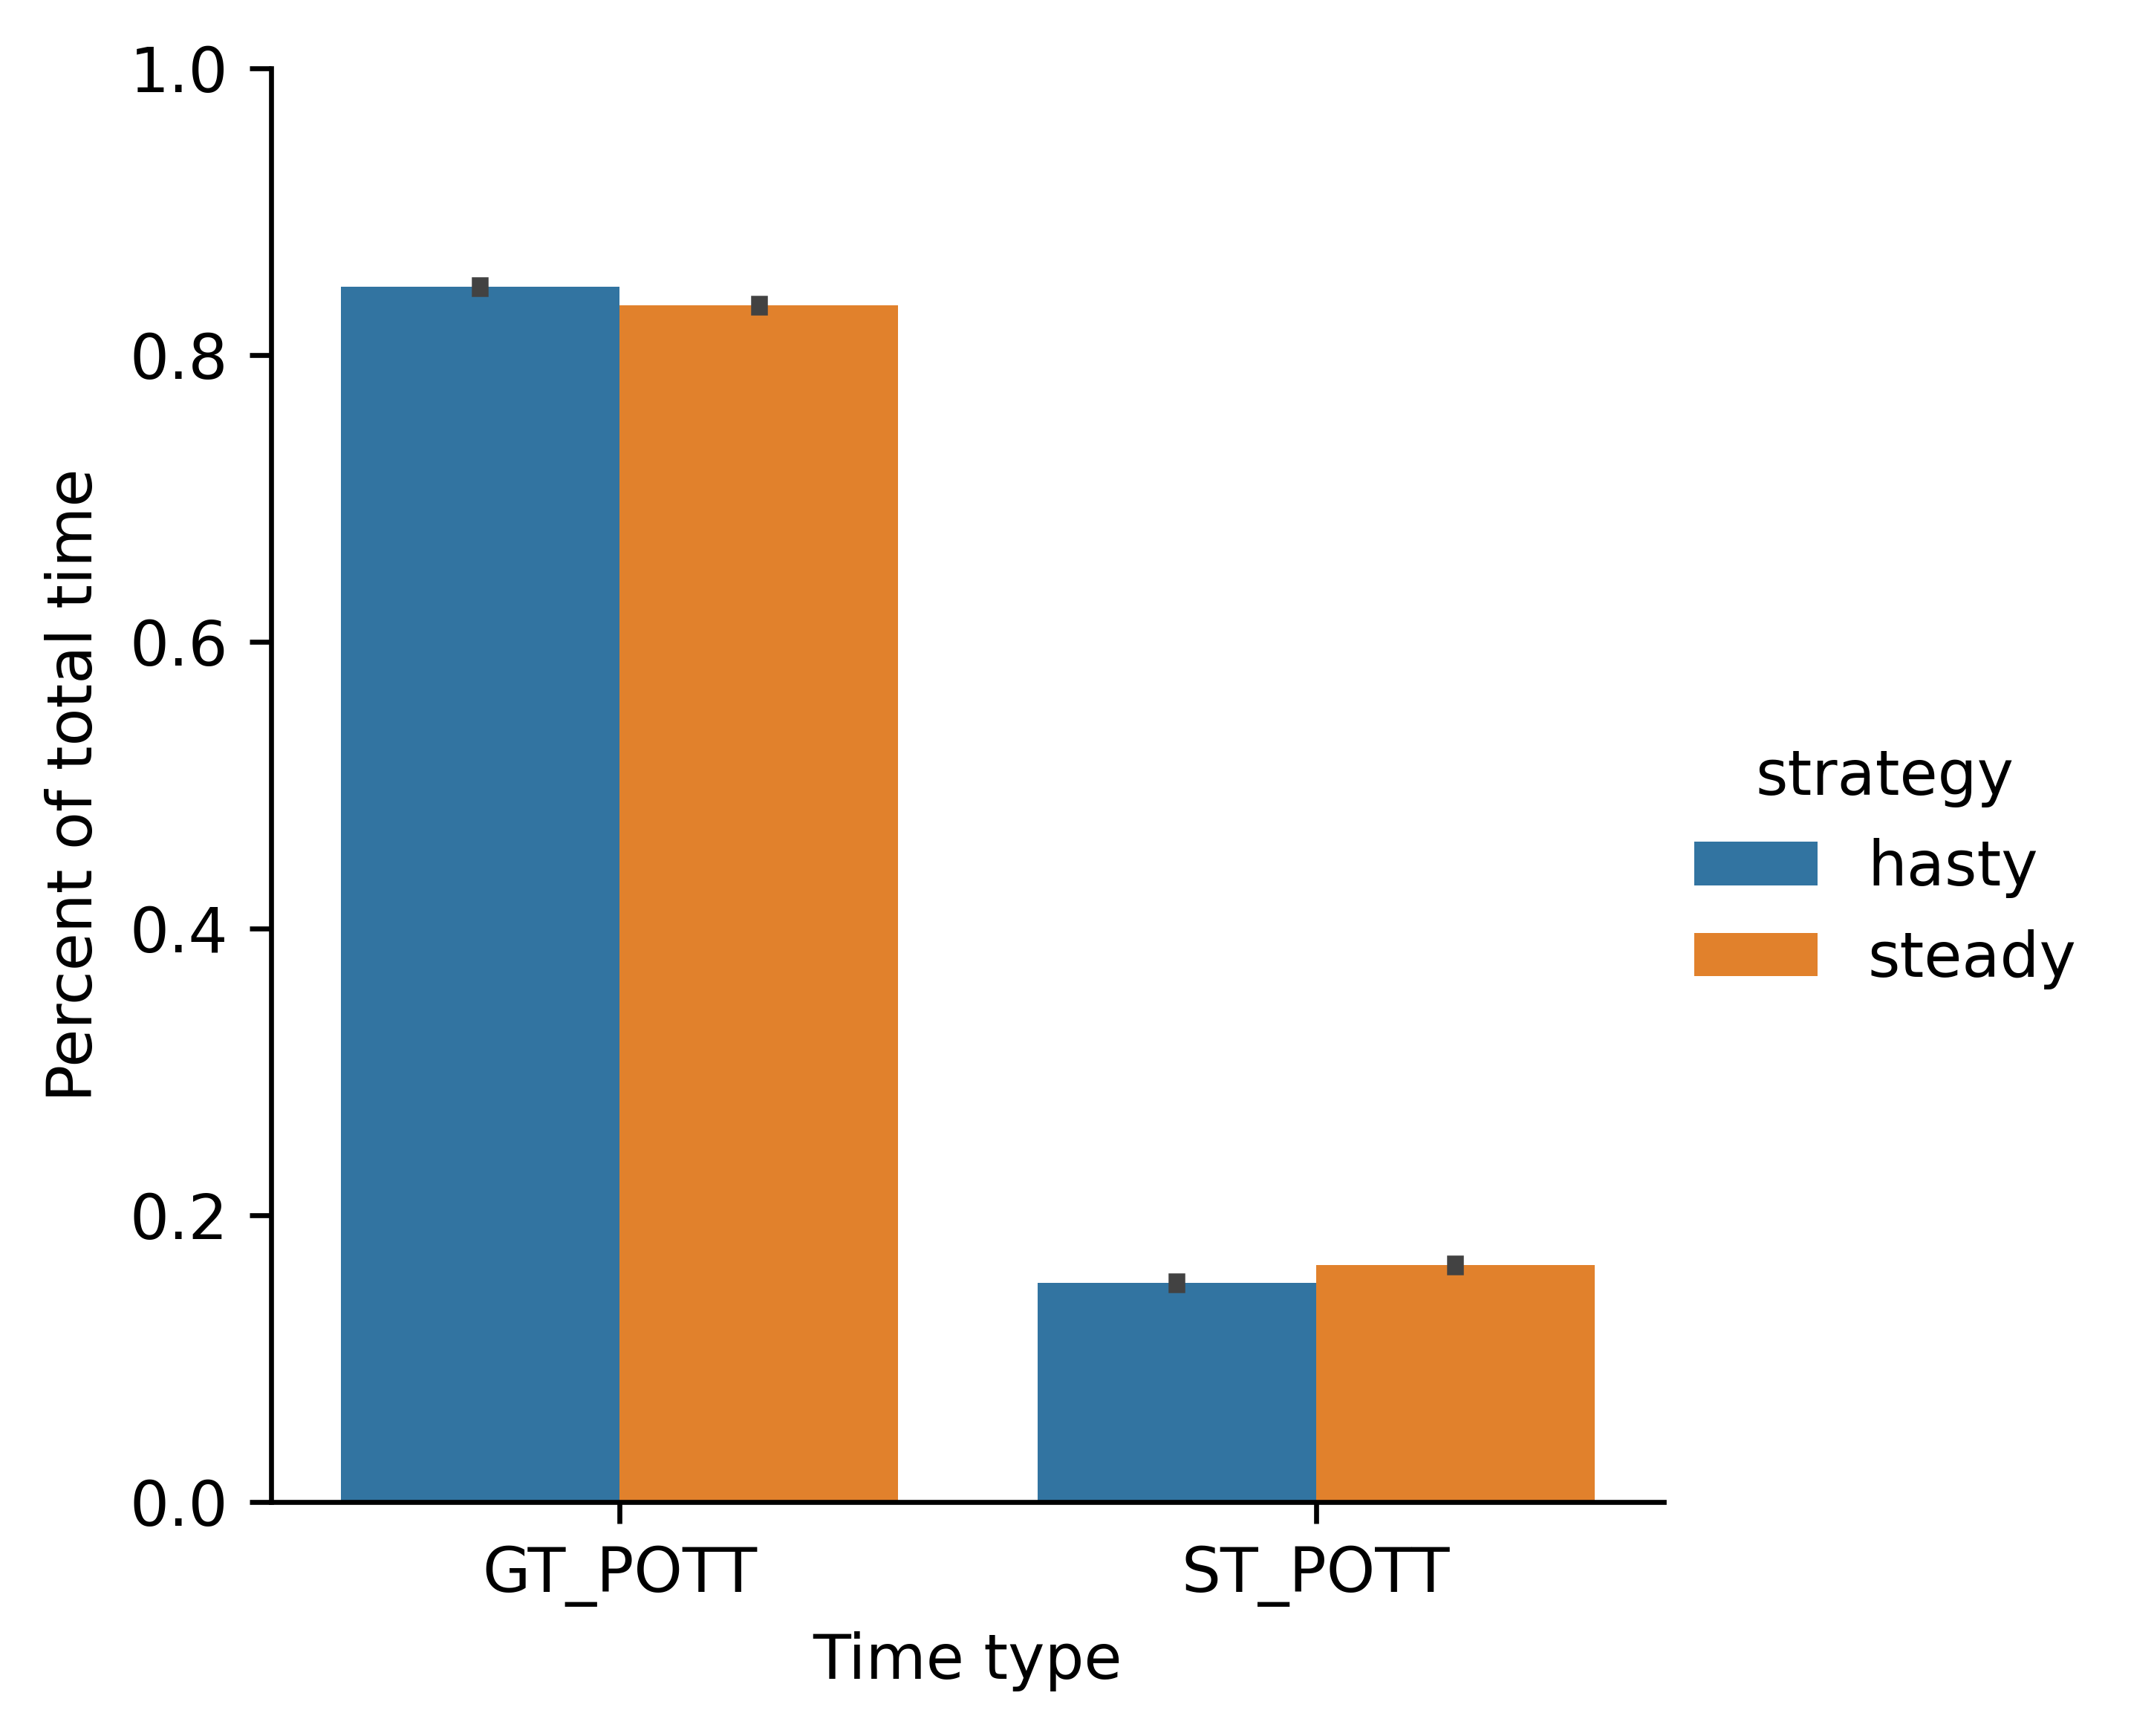 1.0
0.8
0.6
0.4
0.2
0.0
Percent of total time
GT_POTT
ST_POTT
Time type
strategy
hasty
steady